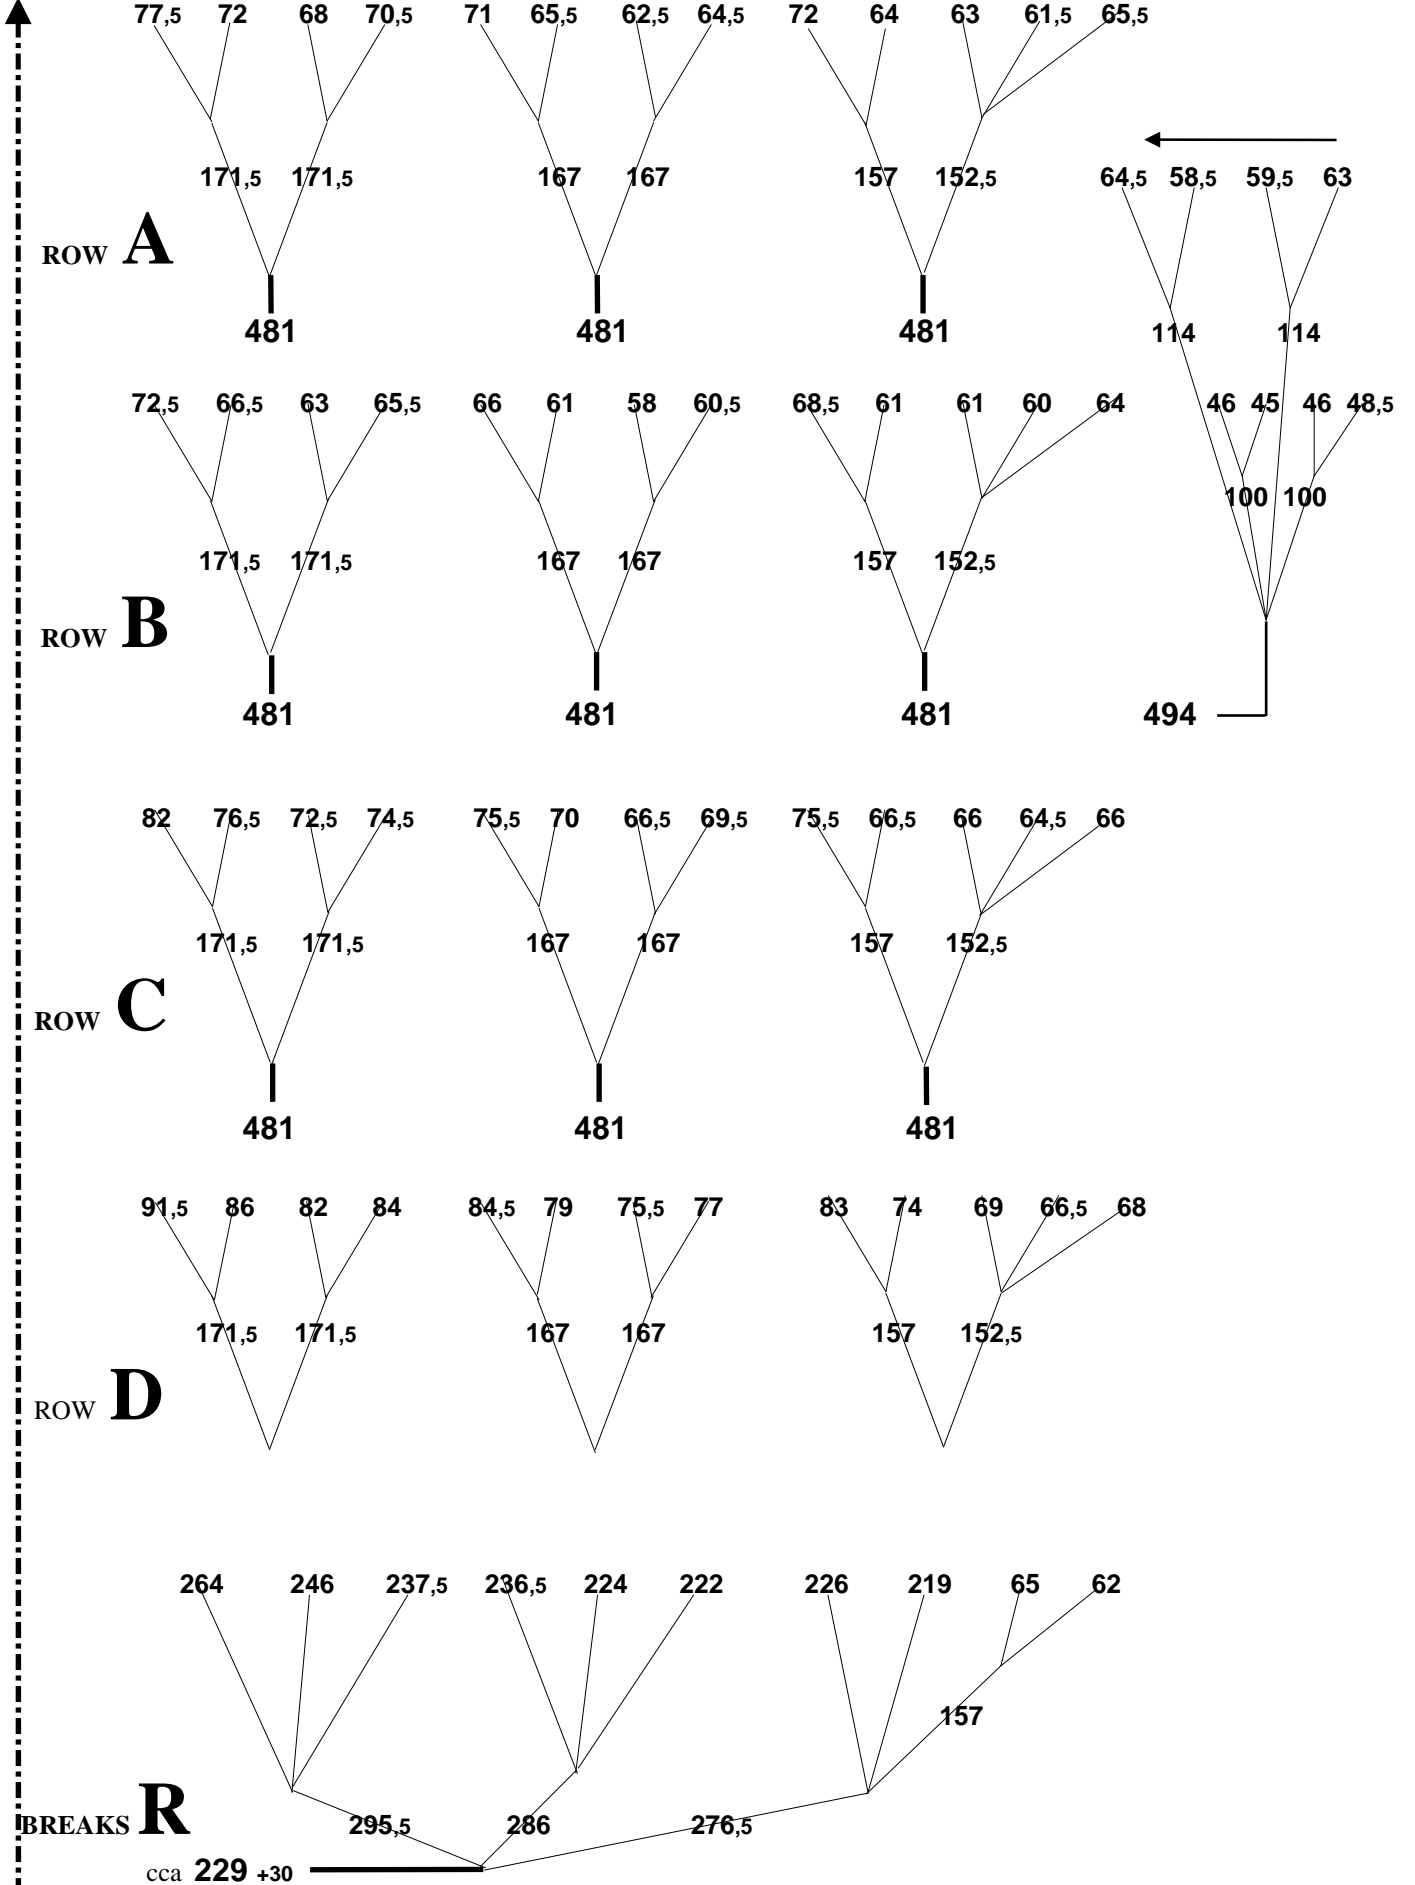 77,5 72 68 70,5 71 65,5 62,5 64,5 72 64 63 61,5 65,5
171,5 171,5 167 167 157 152,5 64,5 58,5 59,5 63
ROW A
481 481 481 114 114
72,5 66,5 63 65,5 66 61 58 60,5 68,5 61 61 60 64 46 45 46 48,5
100 100
171,5 171,5 167 167 157 152,5
ROW B
481 481 481 494
82 76,5 72,5 74,5 75,5 70 66,5 69,5 75,5 66,5 66 64,5 66
171,5 171,5 167 167 157 152,5
ROW C
481 481 481
91,5 86 82 84 84,5 79 75,5 77 83 74 69 66,5 68
171,5 171,5 167 167 157 152,5
ROW D
264 246 237,5 236,5 224 222 226 219 65 62
157
BREAKS R 295,5 286 276,5
cca 229 +30